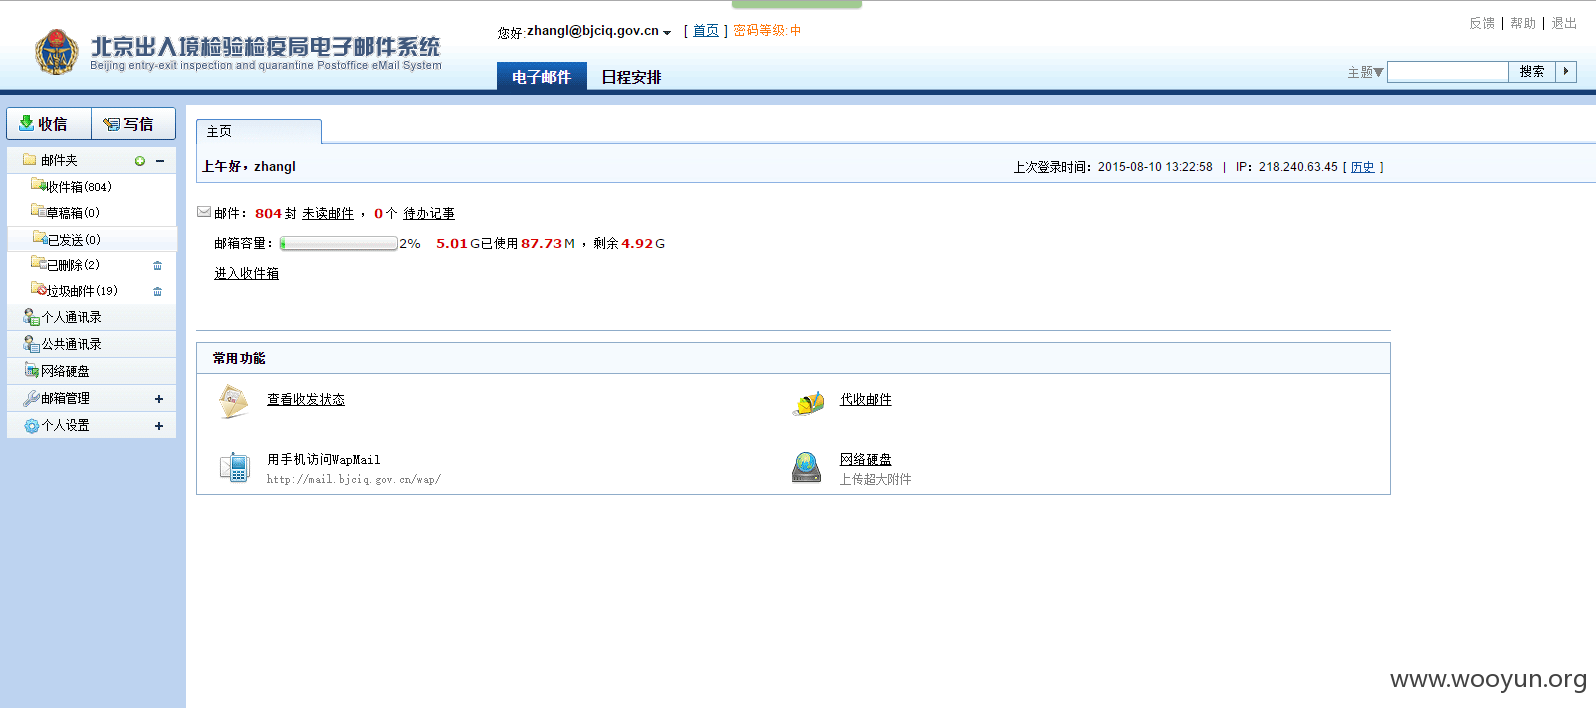 北京出入境检验检疫局电子邮件系统
Beijing entry-exit inspection and quarantine Postoffice eMail System
您好:zhangl@bjciq.gov.cn [ 首页 ] 密码等级:中
反馈 | 帮助 | 退出
电子邮件 日程安排
主题 搜索
收信 写信
邮件夹
收件箱(804)
草稿箱(0)
已发送(0)
已删除(2)
垃圾邮件(19)
个人通讯录
公共通讯录
网络硬盘
邮箱管理
个人设置
主页
上午好，zhangl
上次登录时间：2015-08-10 13:22:58 | IP：218.240.63.45 [ 历史 ]
邮件：804封 未读邮件 ，0个 待办记事
邮箱容量： 2% 5.01G已使用87.73M ，剩余4.92G
进入收件箱
常用功能
查看收发状态
代收邮件
用手机访问WapMail
http://mail.bjciq.gov.cn/wap/
网络硬盘
上传超大附件
www.wooyun.org